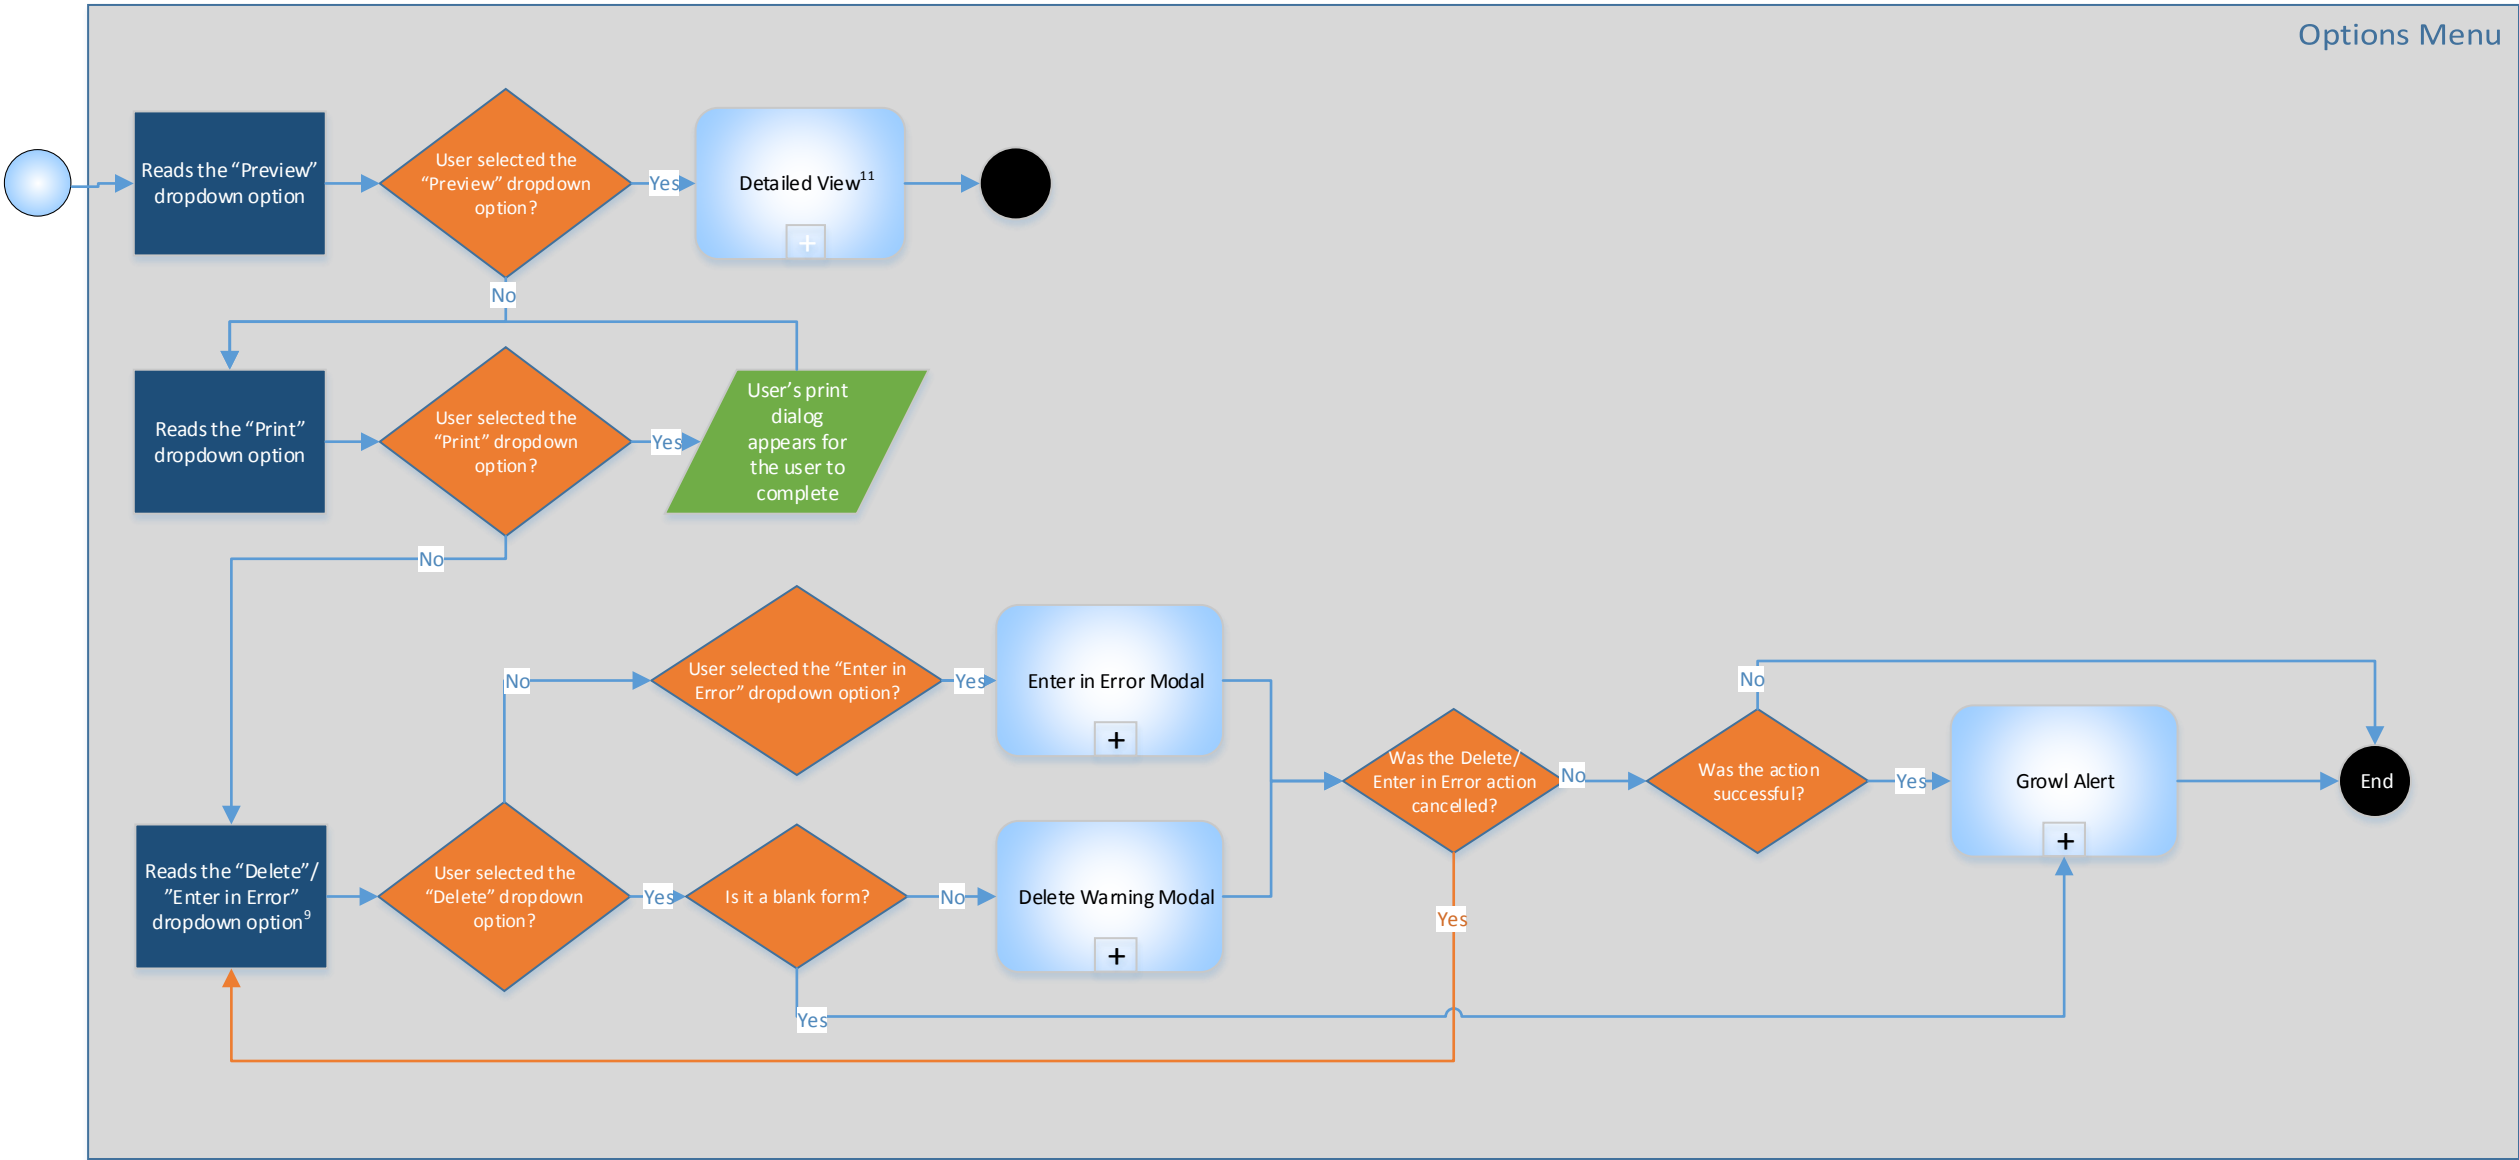 Options Menu
Reads the “Preview”
dropdown option
User selected the
“Preview” dropdown
option?
Yes
Detailed View11
+
No
Reads the “Print”
dropdown option
User selected the
“Print” dropdown
option?
Yes
User’s print
dialog
appears for
the user to
complete
No
No
User selected the “Enter in
Error” dropdown option?
Yes
Enter in Error Modal
+
Was the Delete/
Enter in Error action
cancelled?
No
No
Was the action
successful?
Yes
Growl Alert
+
End
Reads the “Delete”/
”Enter in Error”
dropdown option9
User selected the
“Delete” dropdown
option?
Yes
Is it a blank form?
No
Delete Warning Modal
+
Yes
Yes